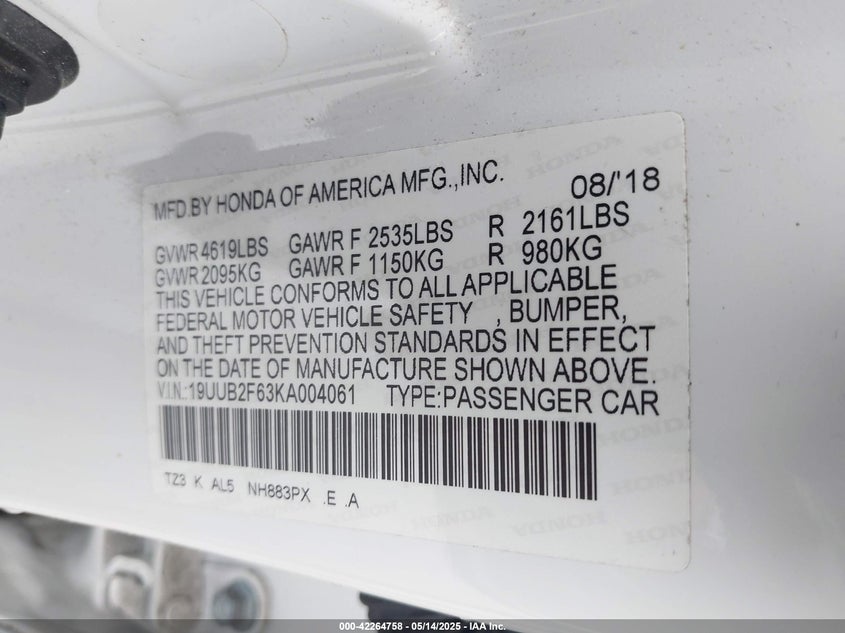 MFD.BY HONDA OF AMERICA MFG.,INC. 08/'18
GVWR 4619LBS GAWR F 2535LBS R 2161LBS
GVWR 2095KG GAWR F 1150KG R 980KG
THIS VEHICLE CONFORMS TO ALL APPLICABLE
FEDERAL MOTOR VEHICLE SAFETY , BUMPER,
AND THEFT PREVENTION STANDARDS IN EFFECT
ON THE DATE OF MANUFACTURE SHOWN ABOVE.
V.I.N.:19UUB2F63KA004061 TYPE:PASSENGER CAR
TZ3 K AL5 NH883PX .E .A
000-42264758 - 05/14/2025 - IAA Inc.